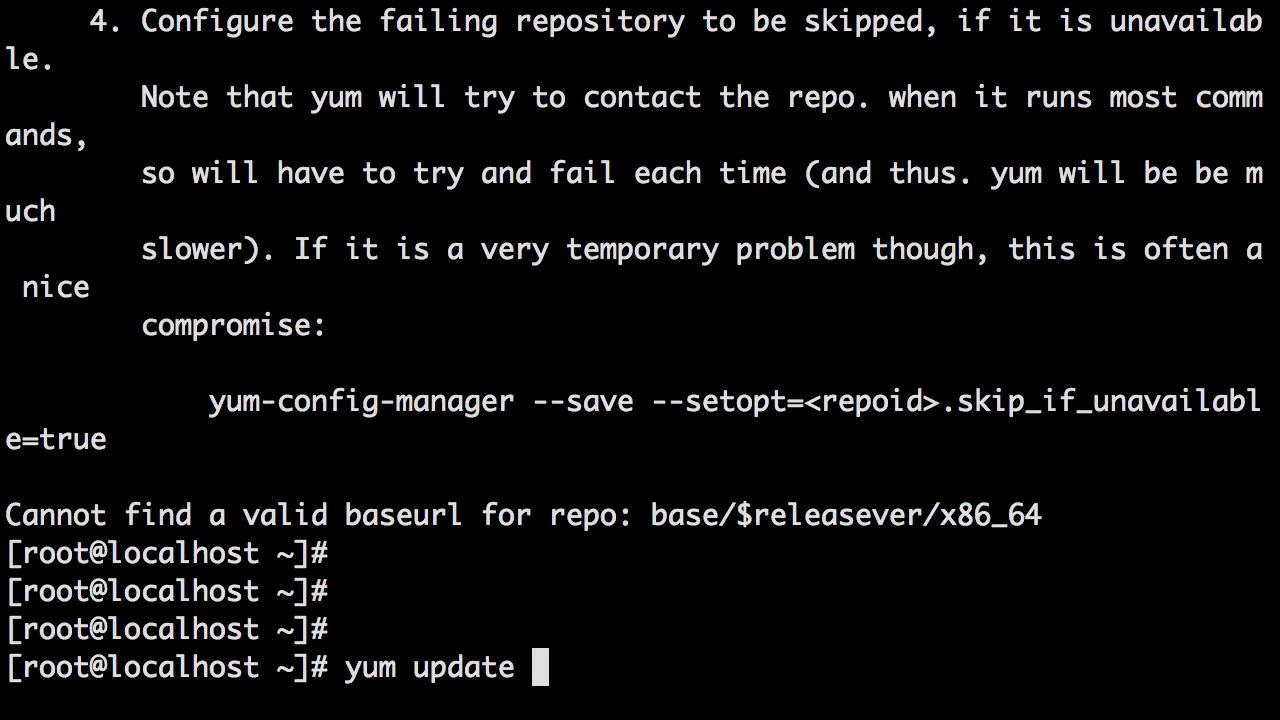 4. Configure the failing repository to be skipped, if it is unavailab
le.
Note that yum will try to contact the repo. when it runs most comm
ands,
so will have to try and fail each time (and thus. yum will be be m
uch
slower). If it is a very temporary problem though, this is often a
nice
compromise:
yum-config-manager --save --setopt=<repoid>.skip_if_unavailabl
e=true
Cannot find a valid baseurl for repo: base/$releasever/x86_64
[root@localhost ~]#
[root@localhost ~]#
[root@localhost ~]#
[root@localhost ~]# yum update